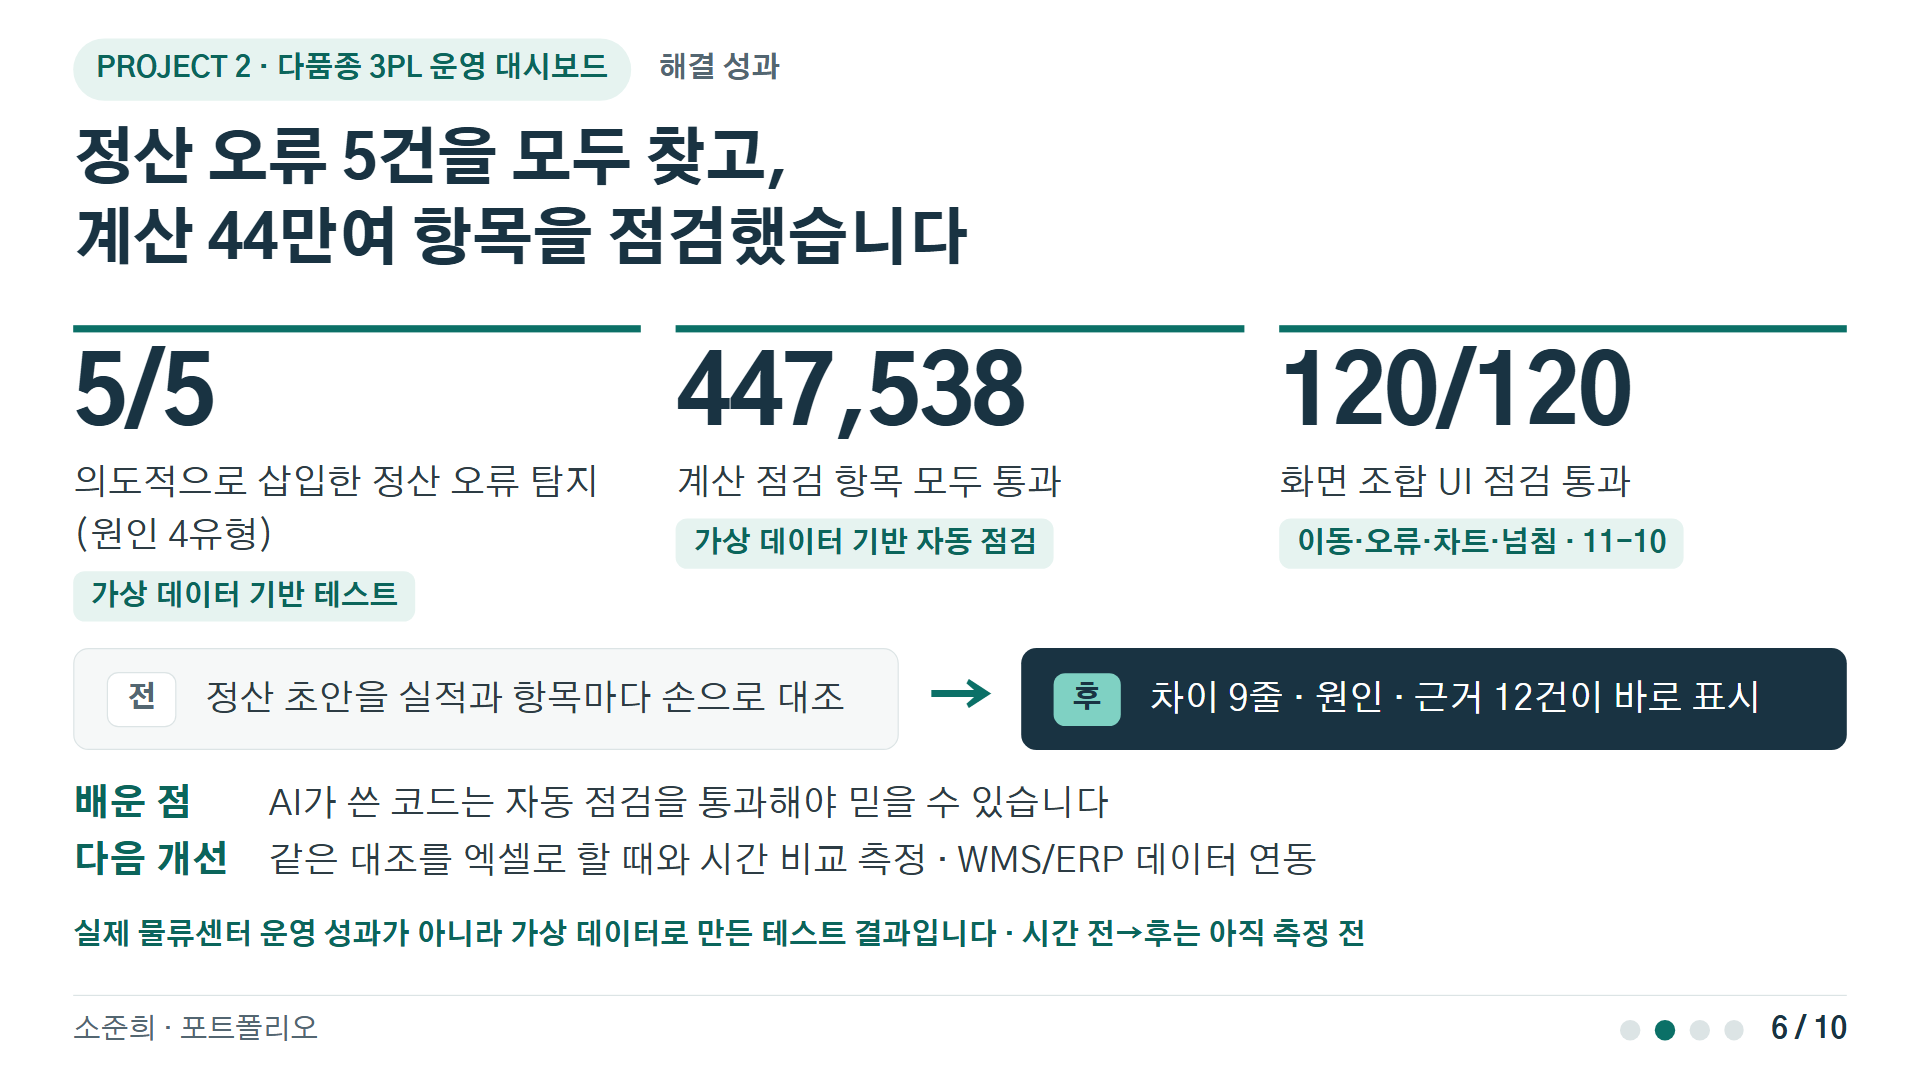 PROJECT 2 · 다품종 3PL 운영 대시보드
해결 성과
정산 오류 5건을 모두 찾고,
계산 44만여 항목을 점검했습니다
5/5
의도적으로 삽입한 정산 오류 탐지
(원인 4유형)
가상 데이터 기반 테스트
447,538
계산 점검 항목 모두 통과
가상 데이터 기반 자동 점검
120/120
화면 조합 UI 점검 통과
이동·오류·차트·넘침 · 11-10
전
정산 초안을 실적과 항목마다 손으로 대조
→
후
차이 9줄 · 원인 · 근거 12건이 바로 표시
배운 점
AI가 쓴 코드는 자동 점검을 통과해야 믿을 수 있습니다
다음 개선
같은 대조를 엑셀로 할 때와 시간 비교 측정 · WMS/ERP 데이터 연동
실제 물류센터 운영 성과가 아니라 가상 데이터로 만든 테스트 결과입니다 · 시간 전→후는 아직 측정 전
소준희 · 포트폴리오
6 / 10